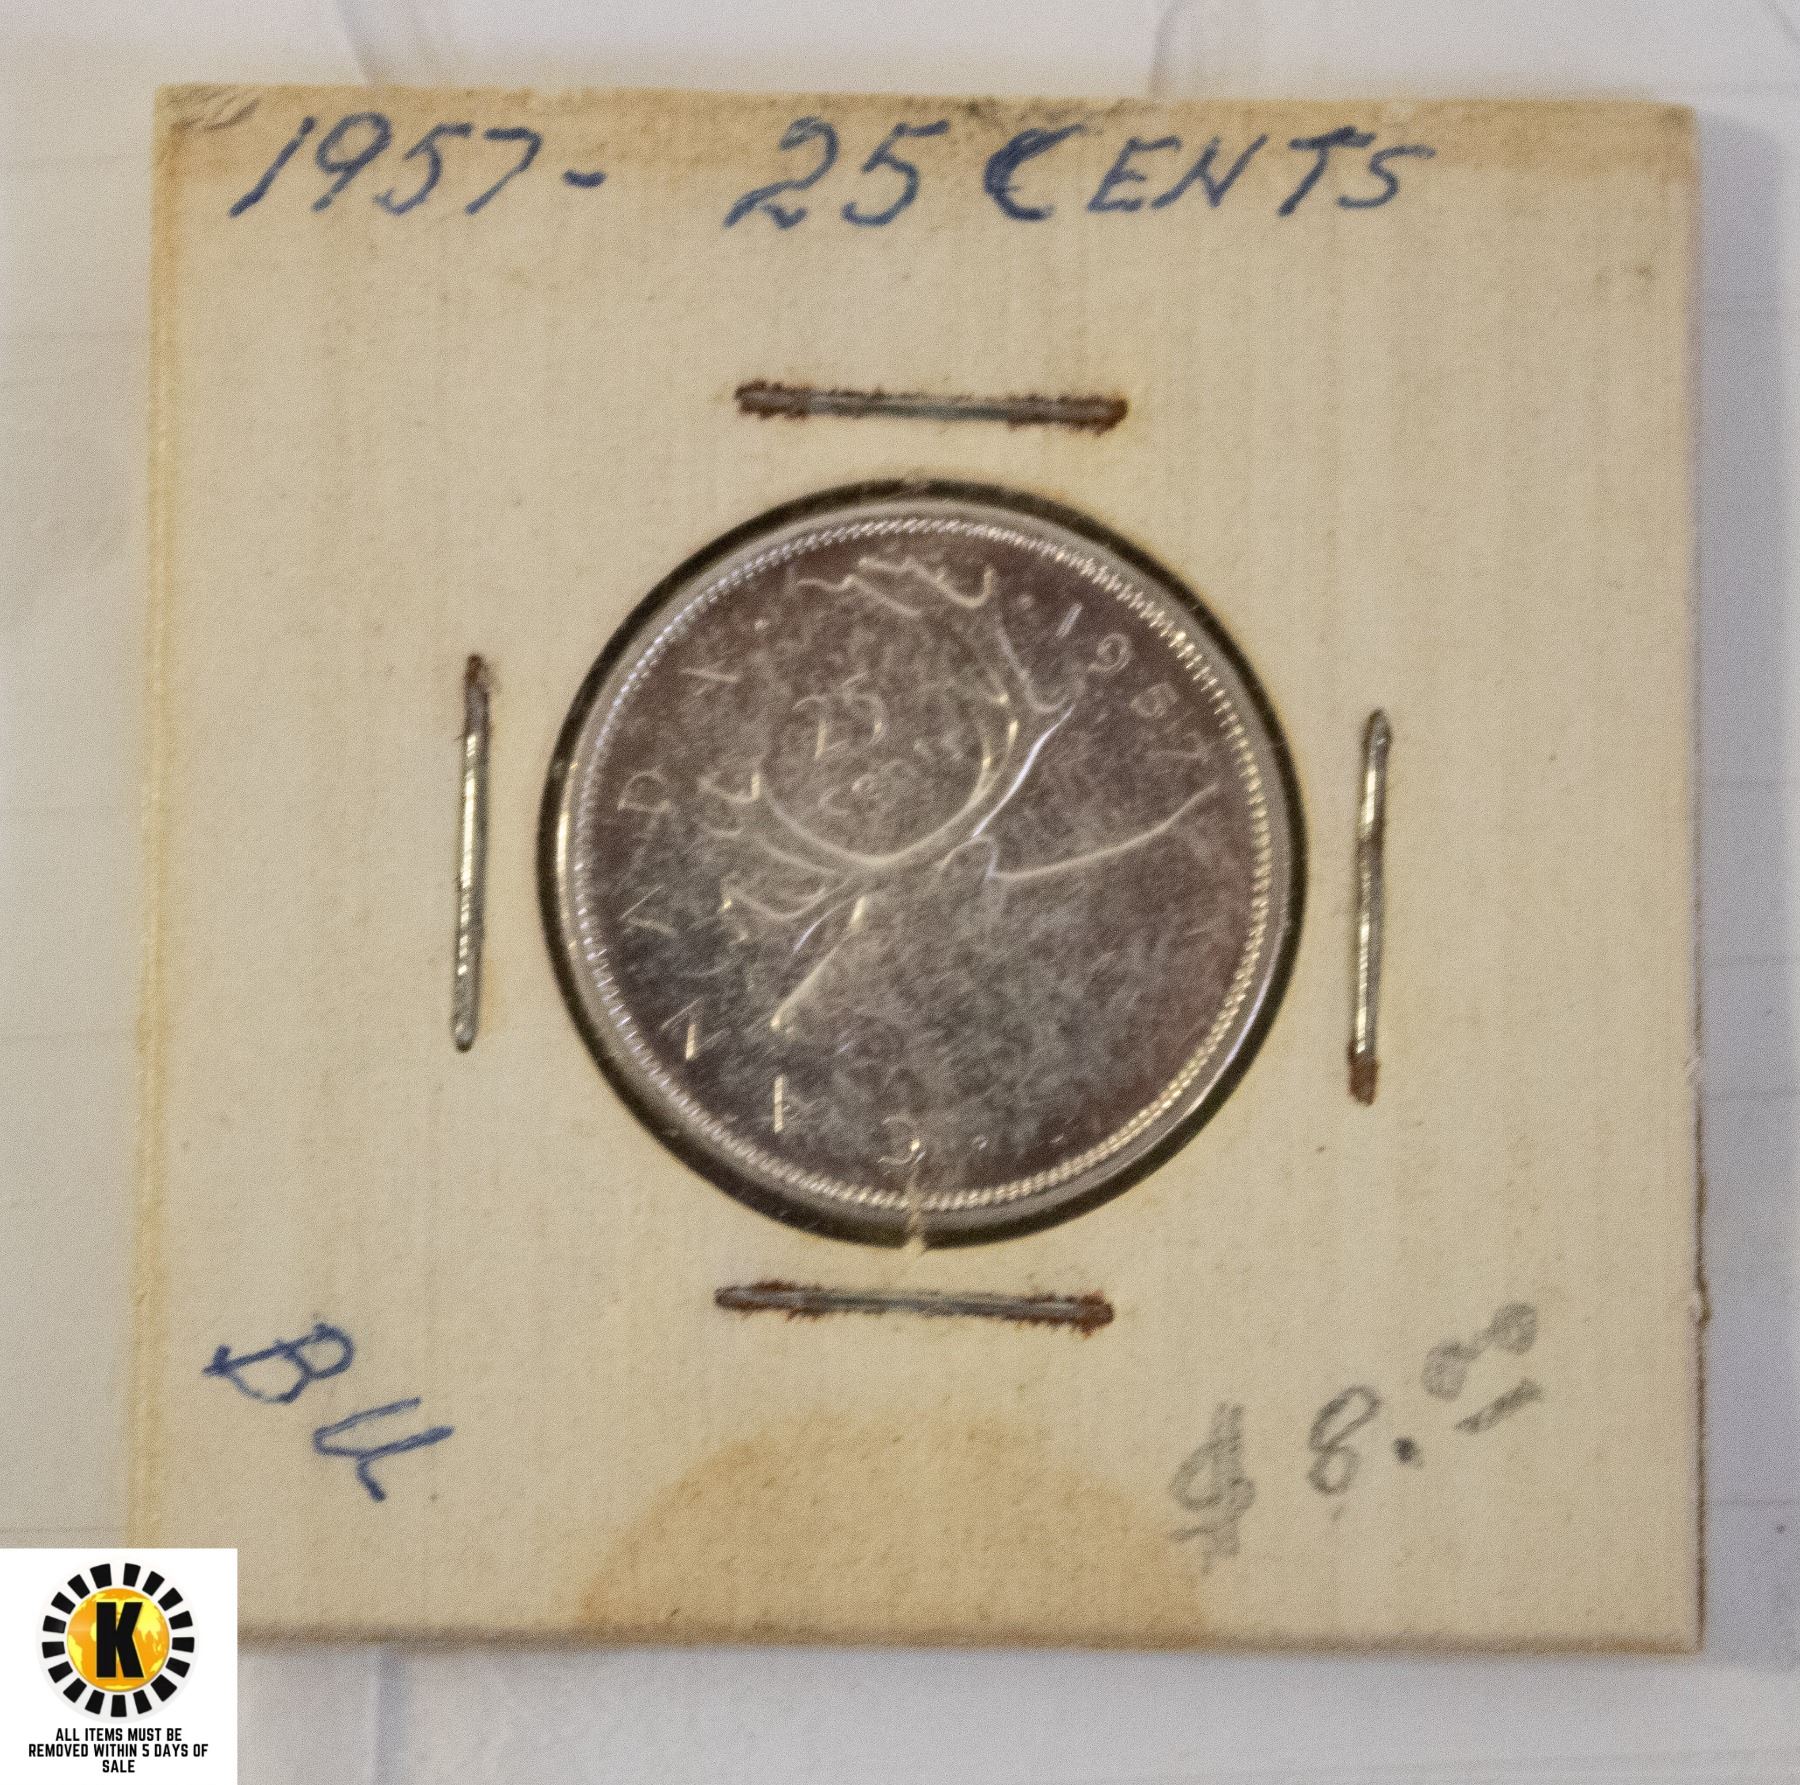 1957- 25 CENTS
1957
25
CANADA
BU
$8.00
K
ALL ITEMS MUST BE
REMOVED WITHIN 5 DAYS OF
SALE